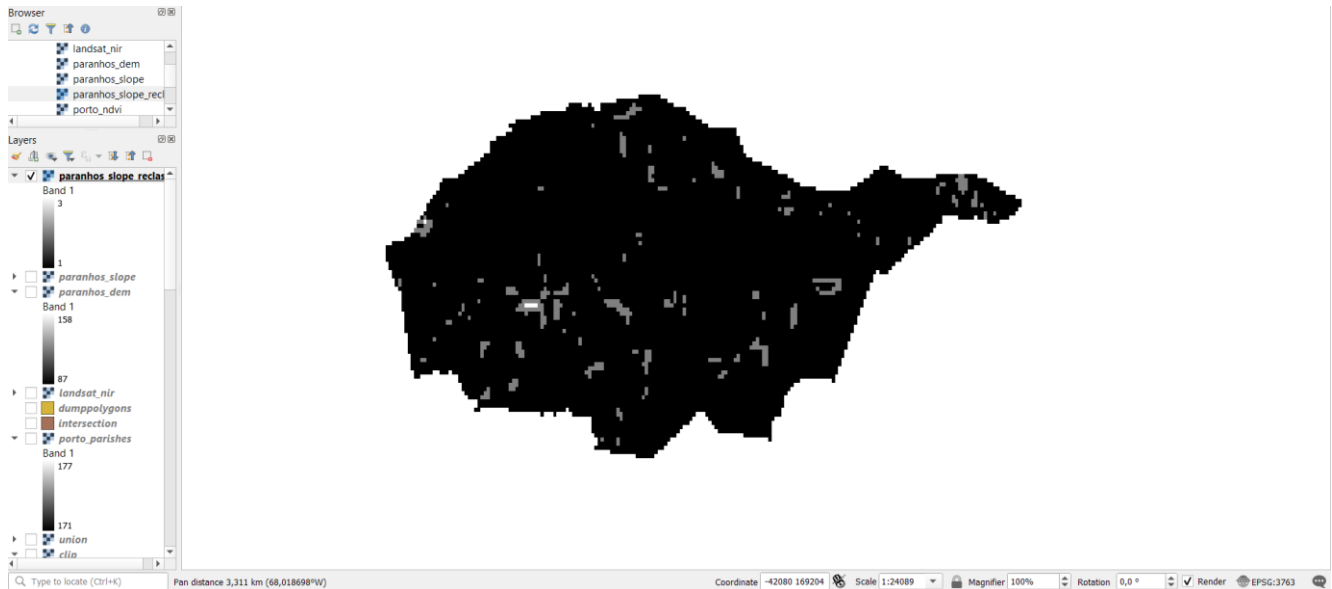 Browser
landsat_nir
paranhos_dem
paranhos_slope
paranhos_slope_recl
porto_ndvi
Layers
paranhos_slope_reclas
Band 1
3
1
paranhos_slope
paranhos_dem
Band 1
158
87
landsat_nir
dumppolygons
intersection
porto_parishes
Band 1
177
171
union
clip
Type to locate (Ctrl+K)
Pan distance 3,311 km (68,018698°W)
Coordinate -42080 169204 Scale 1:24089 Magnifier 100% Rotation 0,0 ° Render EPSG:3763